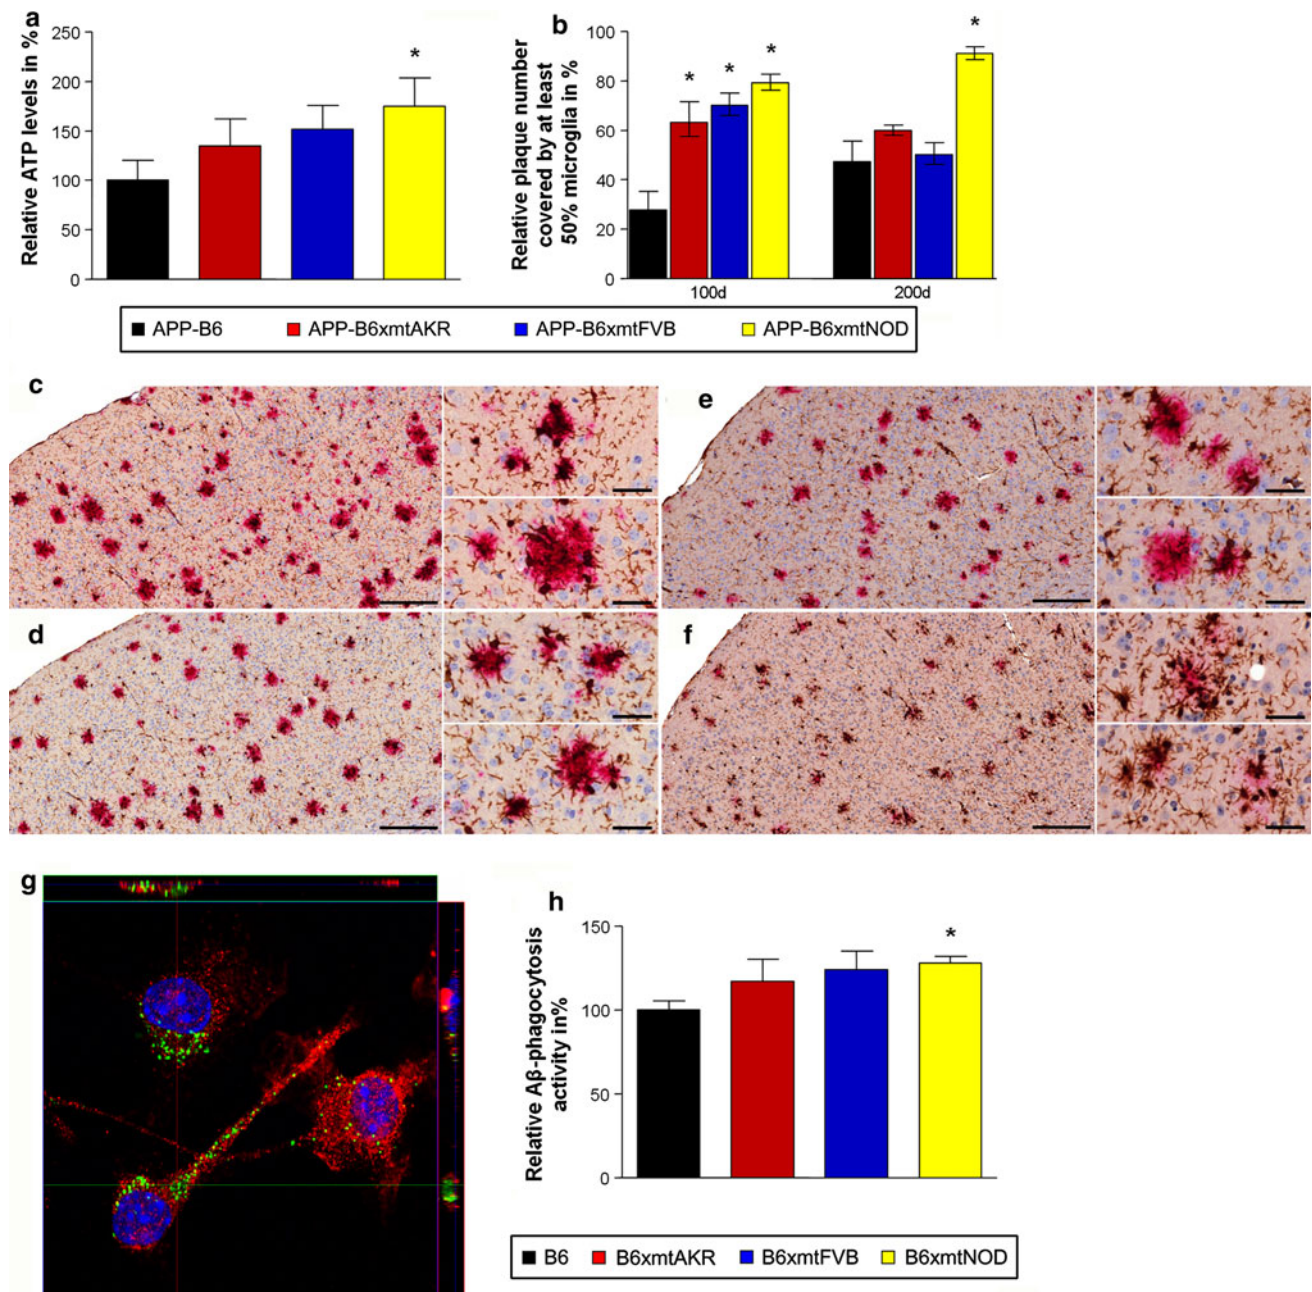 a
Relative ATP levels in %
250
200
150
100
50
0
*
b
Relative plaque number
covered by at least
50% microglia in %
100
80
60
40
20
0
* * * *
100d 200d
APP-B6 APP-B6xmtAKR APP-B6xmtFVB APP-B6xmtNOD
c
e
d
f
g
h
Relative Aβ-phagocytosis
activity in%
150
100
50
0
*
B6 B6xmtAKR B6xmtFVB B6xmtNOD